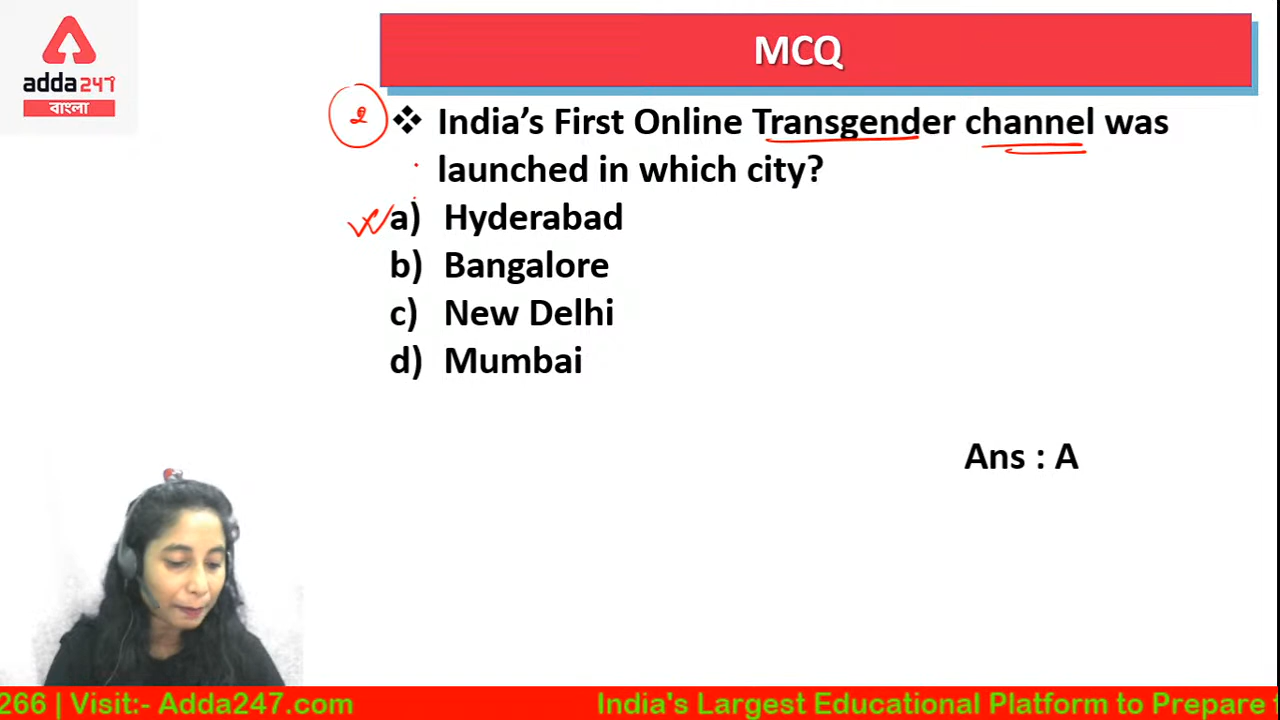 adda247
বাংলা
MCQ
2 ❖ India's First Online Transgender channel was
launched in which city?
a) Hyderabad
b) Bangalore
c) New Delhi
d) Mumbai
Ans : A
266 | Visit:- Adda247.com India's Largest Educational Platform to Prepare